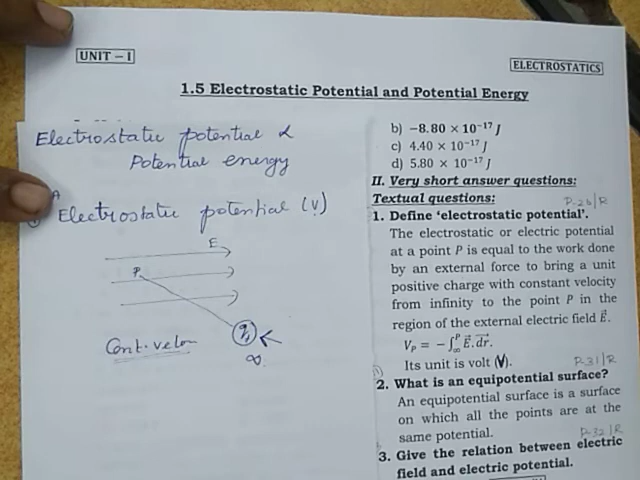 UNIT – I
ELECTROSTATICS
1.5 Electrostatic Potential and Potential Energy
Electrostatic potential &
Potential energy
Electrostatic potential (V)
E
P
Const. velo
∞
b) −8.80 × 10⁻¹⁷ J
c) 4.40 × 10⁻¹⁷ J
d) 5.80 × 10⁻¹⁷ J
II. Very short answer questions:
Textual questions:
P-26/R
1. Define 'electrostatic potential'.
The electrostatic or electric potential
at a point P is equal to the work done
by an external force to bring a unit
positive charge with constant velocity
from infinity to the point P in the
region of the external electric field E⃗.
V_P = − ∫_∞^P E⃗. dr⃗.
Its unit is volt (V).
P-31/R
2. What is an equipotential surface?
An equipotential surface is a surface
on which all the points are at the
same potential.
P-32/R
3. Give the relation between electric
field and electric potential.